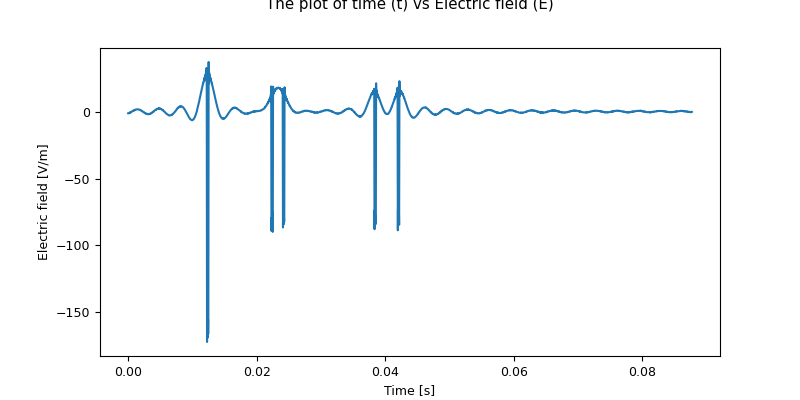 The plot of time (t) vs Electric field (E)
Electric field [V/m]
0
−50
−100
−150
0.00 0.02 0.04 0.06 0.08
Time [s]